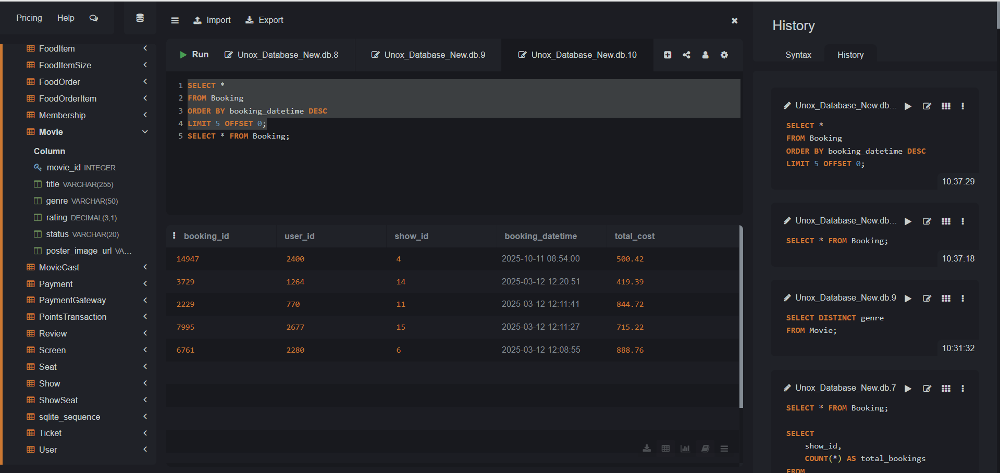 Pricing Help
Import Export
FoodItem
FoodItemSize
FoodOrder
FoodOrderItem
Membership
Movie
Column
movie_id INTEGER
title VARCHAR(255)
genre VARCHAR(50)
rating DECIMAL(3,1)
status VARCHAR(20)
poster_image_url VA...
MovieCast
Payment
PaymentGateway
PointsTransaction
Review
Screen
Seat
Show
ShowSeat
sqlite_sequence
Ticket
User
Run Unox_Database_New.db.8 Unox_Database_New.db.9 Unox_Database_New.db.10
1 SELECT *
2 FROM Booking
3 ORDER BY booking_datetime DESC
4 LIMIT 5 OFFSET 0;
5 SELECT * FROM Booking;
booking_id user_id show_id booking_datetime total_cost
14947 2400 4 2025-10-11 08:54:00 500.42
3729 1264 14 2025-03-12 12:20:51 419.39
2229 770 11 2025-03-12 12:11:41 844.72
7995 2677 15 2025-03-12 12:11:27 715.22
6761 2280 6 2025-03-12 12:08:55 888.76
History
Syntax History
Unox_Database_New.db...
SELECT *
FROM Booking
ORDER BY booking_datetime DESC
LIMIT 5 OFFSET 0;
10:37:29
Unox_Database_New.db...
SELECT * FROM Booking;
10:37:18
Unox_Database_New.db.9
SELECT DISTINCT genre
FROM Movie;
10:31:32
Unox_Database_New.db.7
SELECT * FROM Booking;
SELECT
show_id,
COUNT(*) AS total_bookings
FROM